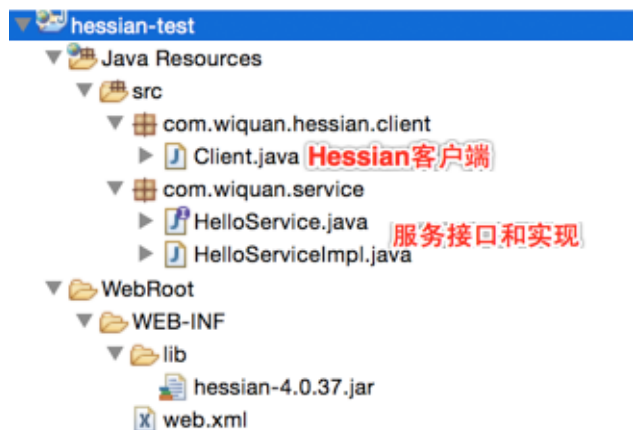 hessian-test
Java Resources
src
com.wiquan.hessian.client
Client.java Hessian客户端
com.wiquan.service
HelloService.java
服务接口和实现
HelloServiceImpl.java
WebRoot
WEB-INF
lib
hessian-4.0.37.jar
web.xml